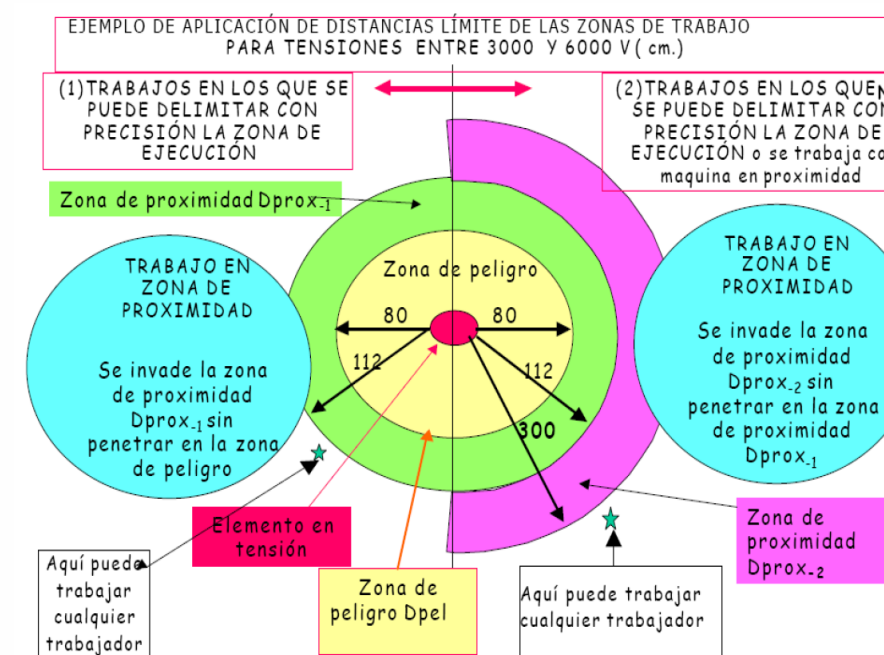 EJEMPLO DE APLICACIÓN DE DISTANCIAS LÍMITE DE LAS ZONAS DE TRABAJO
PARA TENSIONES ENTRE 3000 Y 6000 V ( cm.)
(1)TRABAJOS EN LOS QUE SE
PUEDE DELIMITAR CON
PRECISIÓN LA ZONA DE
EJECUCIÓN
(2)TRABAJOS EN LOS QUE N
SE PUEDE DELIMITAR CON
PRECISIÓN LA ZONA DE
EJECUCIÓN o se trabaja co
maquina en proximidad
Zona de proximidad Dprox-1
TRABAJO EN
ZONA DE
PROXIMIDAD
Se invade la zona
de proximidad
Dprox-1 sin
penetrar en la zona
de peligro
Zona de peligro
80
80
112
112
300
TRABAJO EN
ZONA DE
PROXIMIDAD
Se invade la zona
de proximidad
Dprox-2 sin
penetrar en la zona
de proximidad
Dprox-1
Elemento en
tensión
Zona de
proximidad
Dprox-2
Aquí puede
trabajar
cualquier
trabajador
Zona de
peligro Dpel
Aquí puede trabajar
cualquier trabajador